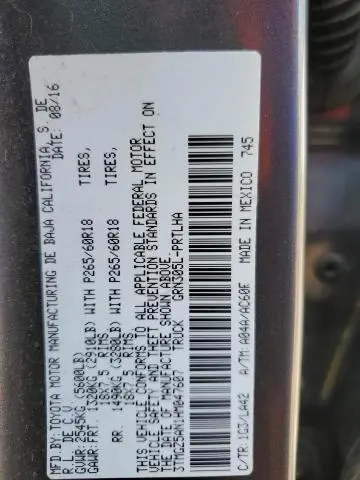 MFD. BY: TOYOTA MOTOR MANUFACTURING DE BAJA CALIFORNIA, S. DE
R. L. DE C. V. DATE: 08/16
GVWR: 2545KG (5600LB)
GAWR: FRT. 1320KG (2910LB) WITH P265/60R18 TIRES,
18X7.5 RIMS,
RR. 1490KG (3280LB) WITH P265/60R18 TIRES,
18X7.5 RIMS,
THIS VEHICLE CONFORMS TO ALL APPLICABLE FEDERAL MOTOR
VEHICLE SAFETY AND THEFT PREVENTION STANDARDS IN EFFECT ON
THE DATE OF MANUFACTURE SHOWN ABOVE.
3TMGZ5AN1HM047607 TRUCK GRN305L-PRTLHA
C/TR: 1G3/LA42 A/TM: A04A/AC60F MADE IN MEXICO 745